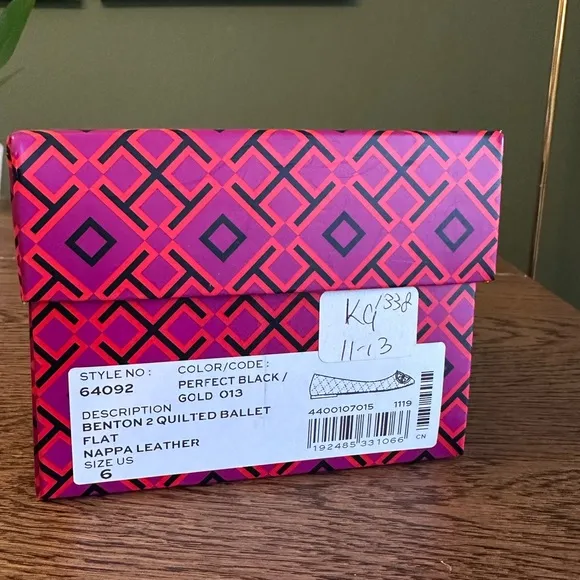 Kg/338
11-13
STYLE NO :
64092
COLOR/CODE :
PERFECT BLACK /
GOLD 013
DESCRIPTION
BENTON 2 QUILTED BALLET
FLAT
NAPPA LEATHER
SIZE US
6
4400107015 1119
192485 331066
CN